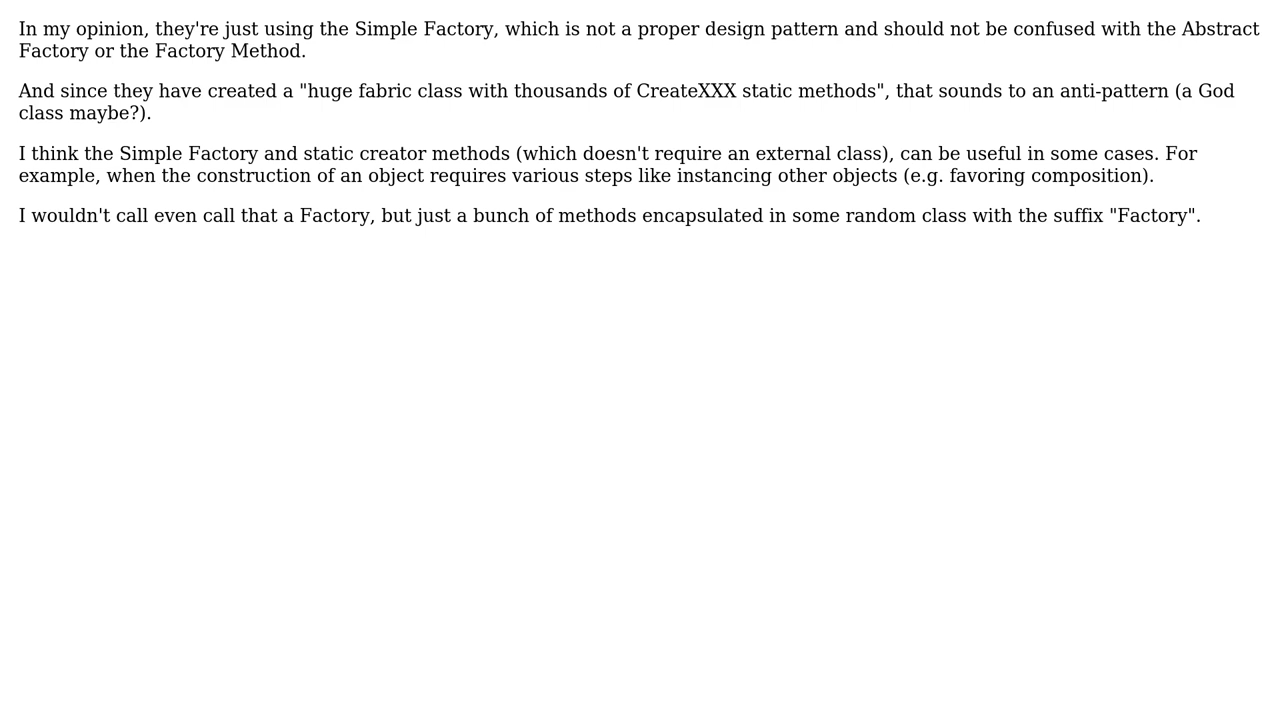 In my opinion, they're just using the Simple Factory, which is not a proper design pattern and should not be confused with the Abstract
Factory or the Factory Method.
And since they have created a "huge fabric class with thousands of CreateXXX static methods", that sounds to an anti-pattern (a God
class maybe?).
I think the Simple Factory and static creator methods (which doesn't require an external class), can be useful in some cases. For
example, when the construction of an object requires various steps like instancing other objects (e.g. favoring composition).
I wouldn't call even call that a Factory, but just a bunch of methods encapsulated in some random class with the suffix "Factory".